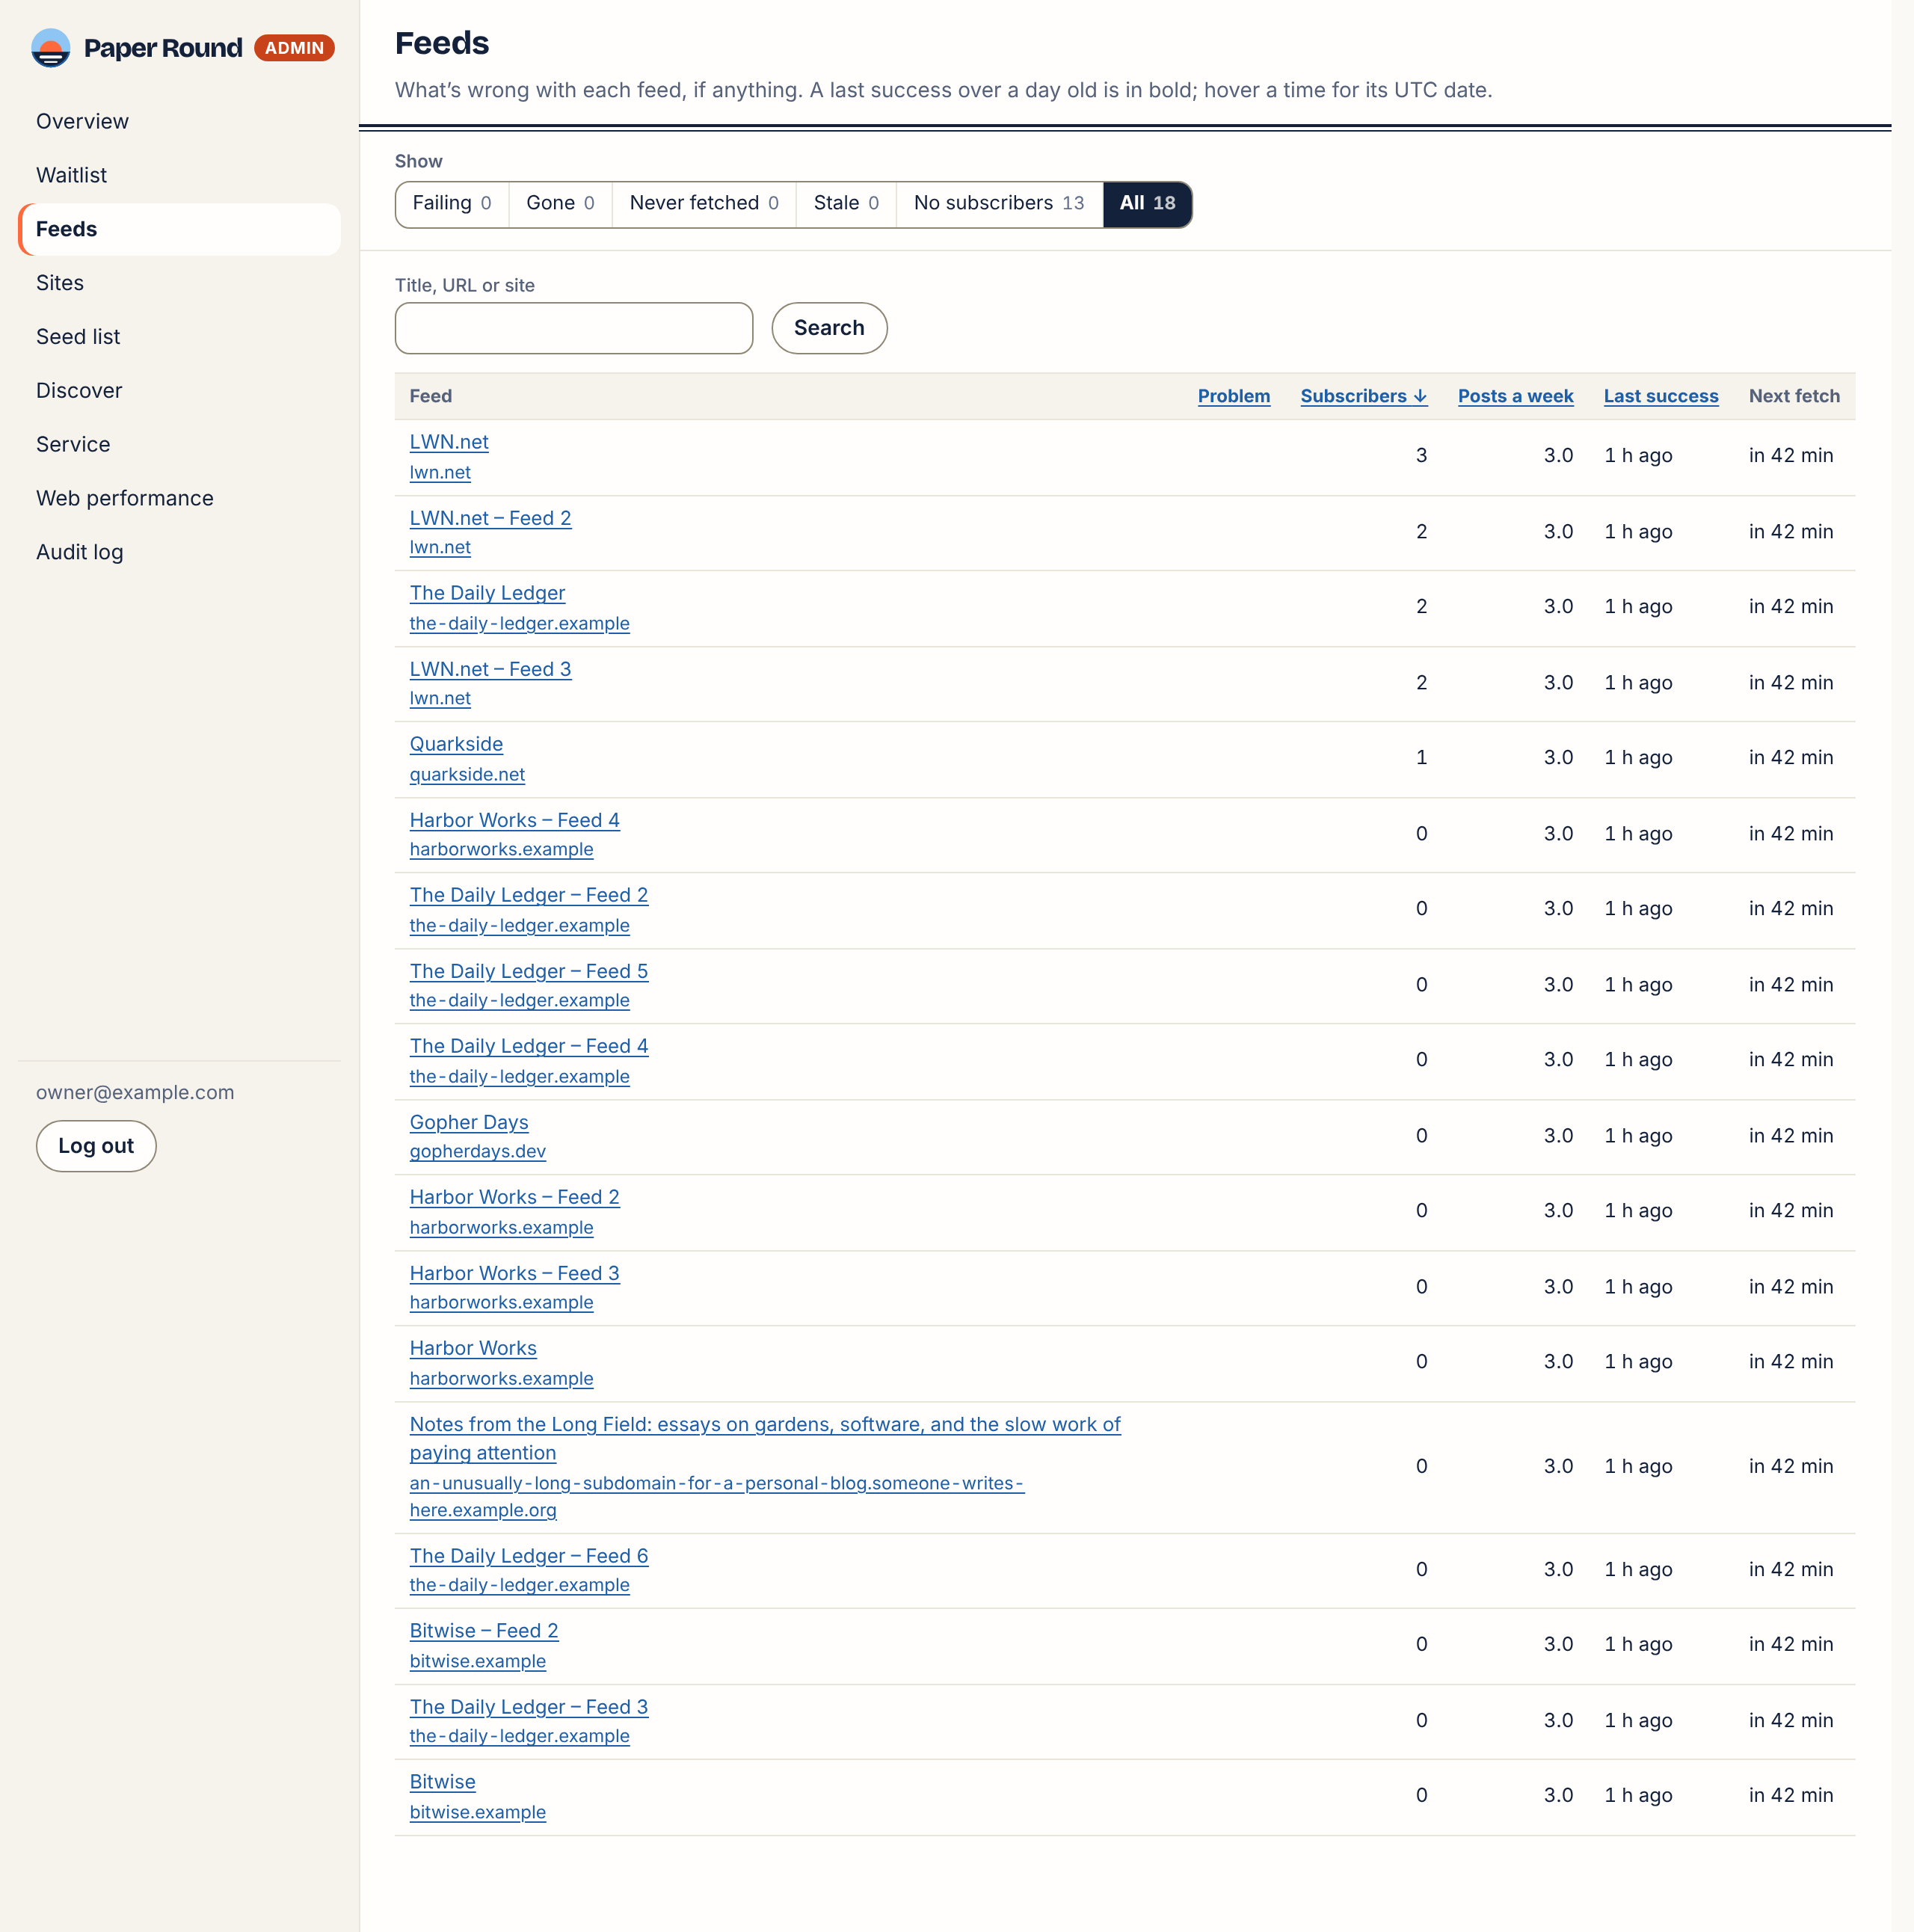 Paper Round ADMIN
Overview
Waitlist
Feeds
Sites
Seed list
Discover
Service
Web performance
Audit log
owner@example.com
Log out
Feeds
What’s wrong with each feed, if anything. A last success over a day old is in bold; hover a time for its UTC date.
Show
Failing 0 Gone 0 Never fetched 0 Stale 0 No subscribers 13 All 18
Title, URL or site
Search
Feed Problem Subscribers ↓ Posts a week Last success Next fetch
LWN.net
lwn.net
3 3.0 1 h ago in 42 min
LWN.net – Feed 2
lwn.net
2 3.0 1 h ago in 42 min
The Daily Ledger
the-daily-ledger.example
2 3.0 1 h ago in 42 min
LWN.net – Feed 3
lwn.net
2 3.0 1 h ago in 42 min
Quarkside
quarkside.net
1 3.0 1 h ago in 42 min
Harbor Works – Feed 4
harborworks.example
0 3.0 1 h ago in 42 min
The Daily Ledger – Feed 2
the-daily-ledger.example
0 3.0 1 h ago in 42 min
The Daily Ledger – Feed 5
the-daily-ledger.example
0 3.0 1 h ago in 42 min
The Daily Ledger – Feed 4
the-daily-ledger.example
0 3.0 1 h ago in 42 min
Gopher Days
gopherdays.dev
0 3.0 1 h ago in 42 min
Harbor Works – Feed 2
harborworks.example
0 3.0 1 h ago in 42 min
Harbor Works – Feed 3
harborworks.example
0 3.0 1 h ago in 42 min
Harbor Works
harborworks.example
0 3.0 1 h ago in 42 min
Notes from the Long Field: essays on gardens, software, and the slow work of
paying attention
an-unusually-long-subdomain-for-a-personal-blog.someone-writes-
here.example.org
0 3.0 1 h ago in 42 min
The Daily Ledger – Feed 6
the-daily-ledger.example
0 3.0 1 h ago in 42 min
Bitwise – Feed 2
bitwise.example
0 3.0 1 h ago in 42 min
The Daily Ledger – Feed 3
the-daily-ledger.example
0 3.0 1 h ago in 42 min
Bitwise
bitwise.example
0 3.0 1 h ago in 42 min